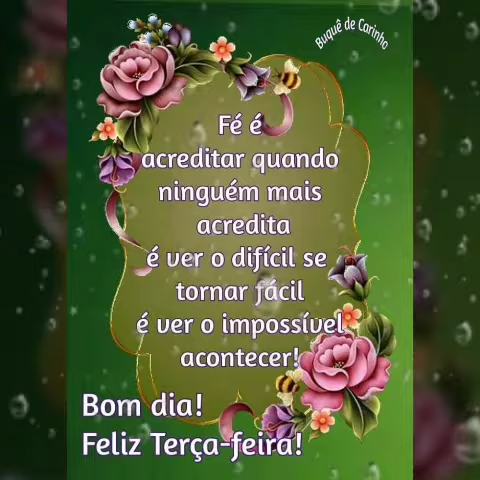 Buquê de Carinho
Fé é
acreditar quando
ninguém mais
acredita
é ver o difícil se
tornar fácil
é ver o impossível
acontecer!
Bom dia!
Feliz Terça-feira!